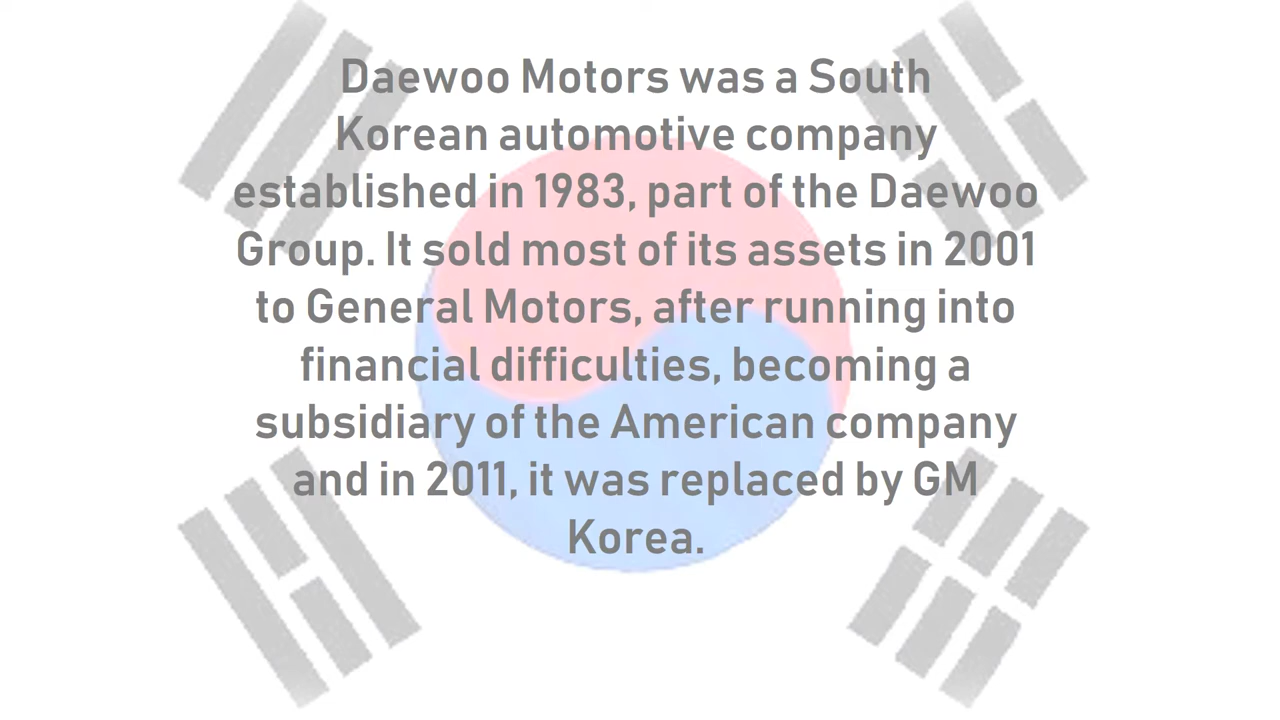 Daewoo Motors was a South
Korean automotive company
established in 1983, part of the Daewoo
Group. It sold most of its assets in 2001
to General Motors, after running into
financial difficulties, becoming a
subsidiary of the American company
and in 2011, it was replaced by GM
Korea.